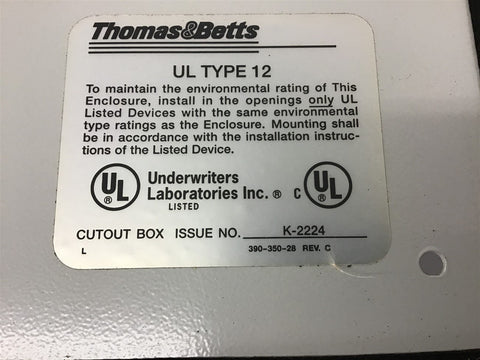 Thomas&Betts
UL TYPE 12
To maintain the environmental rating of This
Enclosure, install in the openings only UL
Listed Devices with the same environmental
type ratings as the Enclosure. Mounting shall
be in accordance with the installation instruc-
tions of the Listed Device.
UL ® Underwriters Laboratories Inc. ® LISTED C UL ®
CUTOUT BOX ISSUE NO. K-2224
L 390-350-28 REV. C